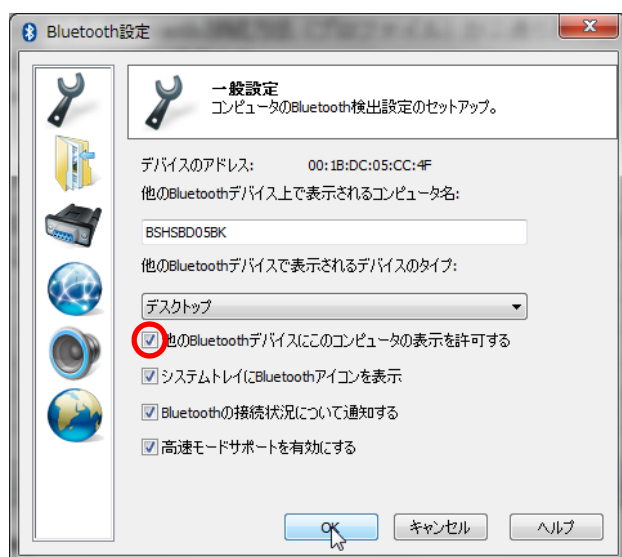 Bluetooth設定
一般設定
コンピュータのBluetooth検出設定のセットアップ。
デバイスのアドレス: 00:1B:DC:05:CC:4F
他のBluetoothデバイス上で表示されるコンピュータ名:
BSHSBD05BK
他のBluetoothデバイスで表示されるデバイスのタイプ:
デスクトップ
他のBluetoothデバイスにこのコンピュータの表示を許可する
システムトレイにBluetoothアイコンを表示
Bluetoothの接続状況について通知する
高速モードサポートを有効にする
OK キャンセル ヘルプ